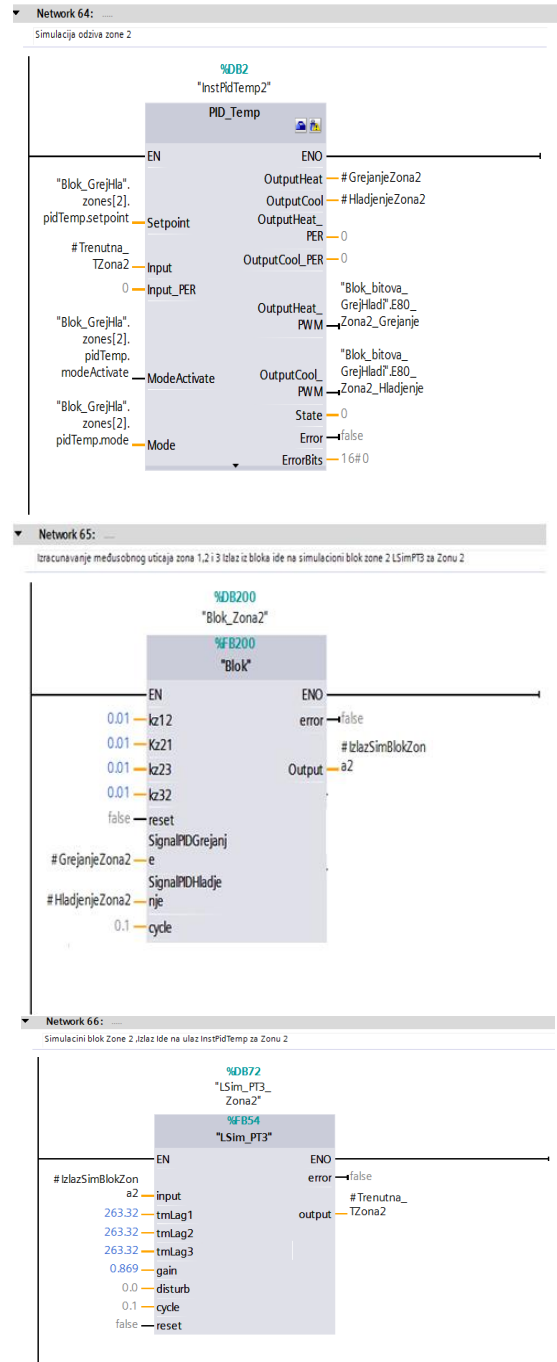 Network 64: .....
Simulacija odziva zone 2
%DB2
"InstPidTemp2"
PID_Temp
EN
ENO
"Blok_GrejHla".
zones[2].
pidTemp.setpoint
Setpoint
#Trenutna_
TZona2
Input
0
Input_PER
"Blok_GrejHla".
zones[2].
pidTemp.
modeActivate
ModeActivate
"Blok_GrejHla".
zones[2].
pidTemp.mode
Mode
OutputHeat
#GrejanjeZona2
OutputCool
#HladjenjeZona2
OutputHeat_
PER
0
OutputCool_PER
0
OutputHeat_
PWM
"Blok_bitova_
GrejHladi".E80_
Zona2_Grejanje
OutputCool_
PWM
"Blok_bitova_
GrejHladi".E80_
Zona2_Hladjenje
State
0
Error
false
ErrorBits
16#0
Network 65: .....
Izracunavanje međusobnog uticaja zona 1,2 i 3 Izlaz iz bloka ide na simulacioni blok zone 2 LSimPT3 za Zonu 2
%DB200
"Blok_Zona2"
%FB200
"Blok"
EN
ENO
0.01
kz12
0.01
Kz21
0.01
kz23
0.01
kz32
false
reset
#GrejanjeZona2
SignalPIDGrejanj
e
#HladjenjeZona2
SignalPIDHladje
nje
0.1
cycle
error
false
Output
#IzlazSimBlokZon
a2
Network 66: .....
Simulacini blok Zone 2 ,Izlaz Ide na ulaz InstPidTemp za Zonu 2
%DB72
"LSim_PT3_
Zona2"
%FB54
"LSim_PT3"
EN
ENO
#IzlazSimBlokZon
a2
input
263.32
tmLag1
263.32
tmLag2
263.32
tmLag3
0.869
gain
0.0
disturb
0.1
cycle
false
reset
error
false
output
#Trenutna_
TZona2